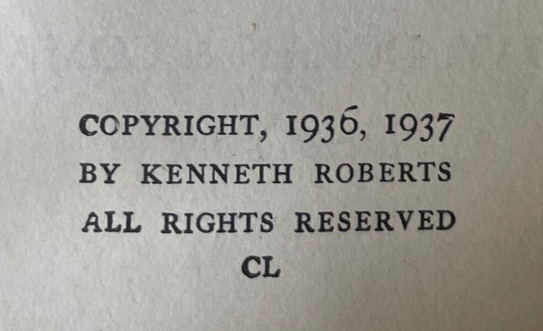 COPYRIGHT, 1936, 1937
BY KENNETH ROBERTS
ALL RIGHTS RESERVED
CL